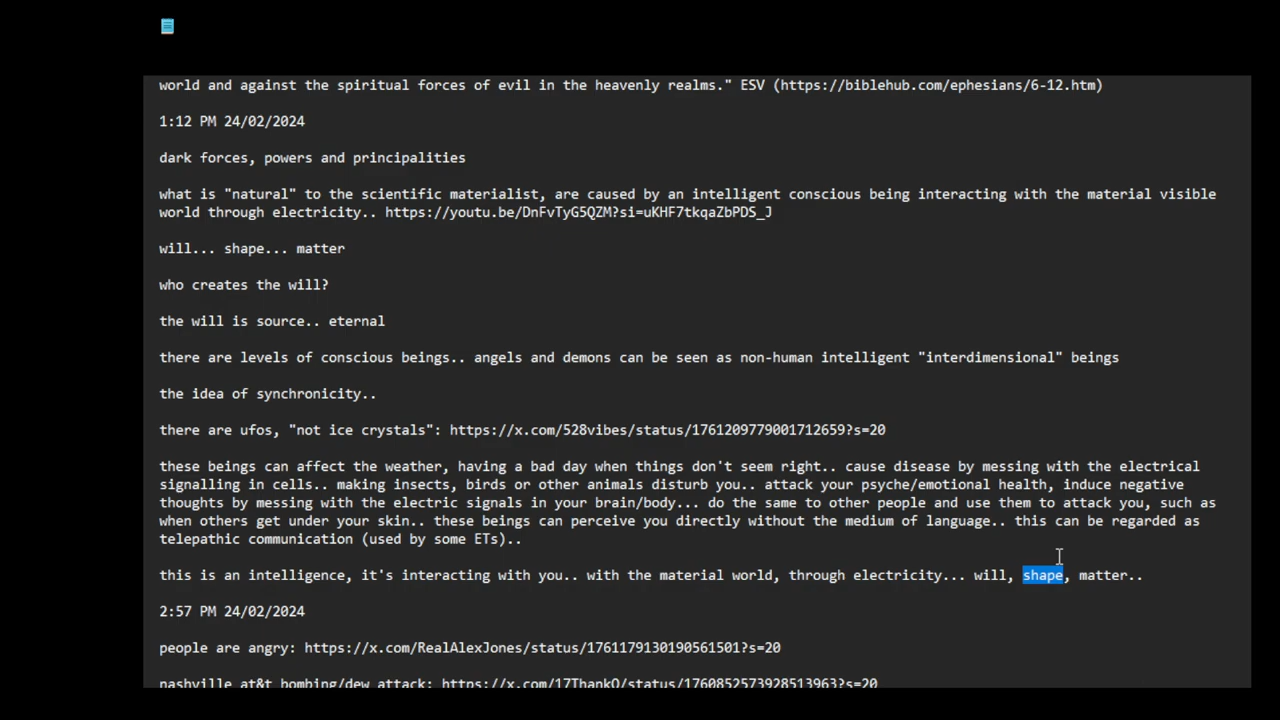 world and against the spiritual forces of evil in the heavenly realms." ESV (https://biblehub.com/ephesians/6-12.htm)
1:12 PM 24/02/2024
dark forces, powers and principalities
what is "natural" to the scientific materialist, are caused by an intelligent conscious being interacting with the material visible
world through electricity.. https://youtu.be/DnFvTyG5QZM?si=uKHF7tkqaZbPDS_J
will... shape... matter
who creates the will?
the will is source.. eternal
there are levels of conscious beings.. angels and demons can be seen as non-human intelligent "interdimensional" beings
the idea of synchronicity..
there are ufos, "not ice crystals": https://x.com/528vibes/status/1761209779001712659?s=20
these beings can affect the weather, having a bad day when things don't seem right.. cause disease by messing with the electrical
signalling in cells.. making insects, birds or other animals disturb you.. attack your psyche/emotional health, induce negative
thoughts by messing with the electric signals in your brain/body... do the same to other people and use them to attack you, such as
when others get under your skin.. these beings can perceive you directly without the medium of language.. this can be regarded as
telepathic communication (used by some ETs)..
this is an intelligence, it's interacting with you.. with the material world, through electricity... will, shape, matter..
2:57 PM 24/02/2024
people are angry: https://x.com/RealAlexJones/status/1761179130190561501?s=20
nashville at&t bombing/dew attack: https://x.com/17ThankQ/status/1760852573928513963?s=20